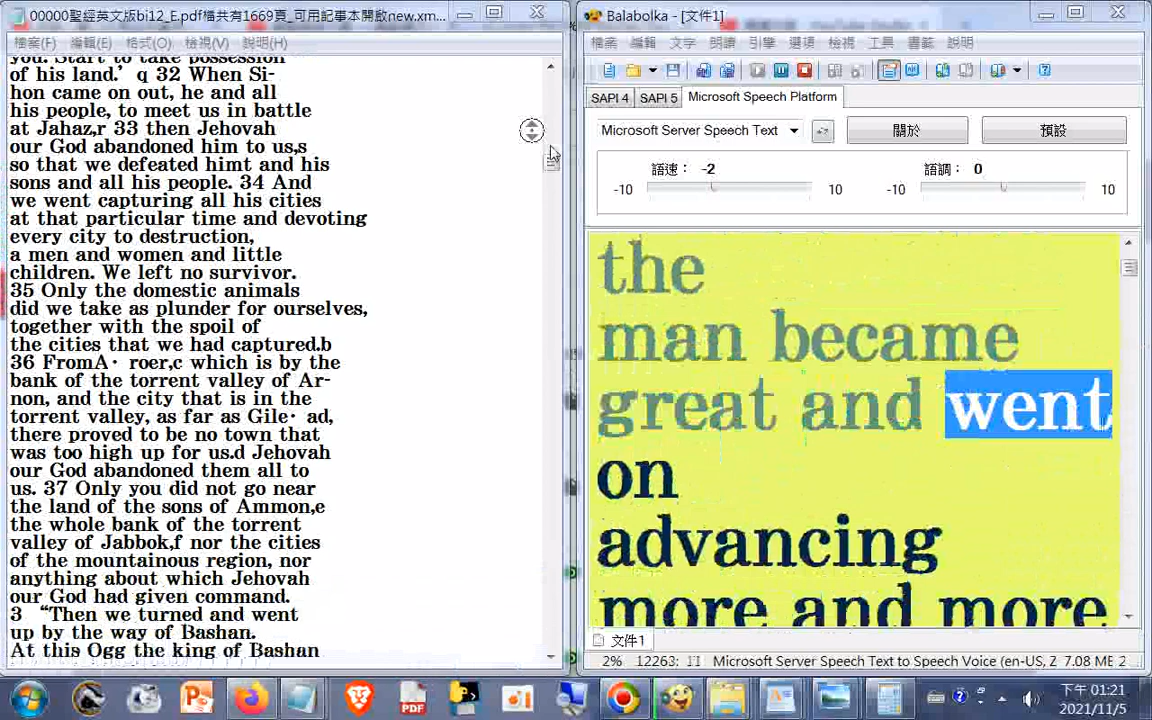 00000聖經英文版bi12_E.pdf檔共有1669頁_可用記事本開啟new.xm...
檔案(F) 編輯(E) 格式(O) 檢視(V) 說明(H)
you. Start to take possession
of his land.’ q 32 When Si-
hon came on out, he and all
his people, to meet us in battle
at Jahaz,r 33 then Jehovah
our God abandoned him to us,s
so that we defeated himt and his
sons and all his people. 34 And
we went capturing all his cities
at that particular time and devoting
every city to destruction,
a men and women and little
children. We left no survivor.
35 Only the domestic animals
did we take as plunder for ourselves,
together with the spoil of
the cities that we had captured.b
36 FromA· roer,c which is by the
bank of the torrent valley of Ar-
non, and the city that is in the
torrent valley, as far as Gile· ad,
there proved to be no town that
was too high up for us.d Jehovah
our God abandoned them all to
us. 37 Only you did not go near
the land of the sons of Ammon,e
the whole bank of the torrent
valley of Jabbok,f nor the cities
of the mountainous region, nor
anything about which Jehovah
our God had given command.
3 “Then we turned and went
up by the way of Bashan.
At this Ogg the king of Bashan
Balabolka - [文件1]
檔案 編輯 文字 朗讀 引擎 選項 檢視 工具 書籤 說明
SAPI 4 SAPI 5 Microsoft Speech Platform
Microsoft Server Speech Text 關於 預設
語速： -2 語調： 0
-10 10 -10 10
the
man became
great and went
on
advancing
more and more
文件1
2% 12263: 11 Microsoft Server Speech Text to Speech Voice (en-US, Z 7.08 ME 2
PDF
下午 01:21
2021/11/5